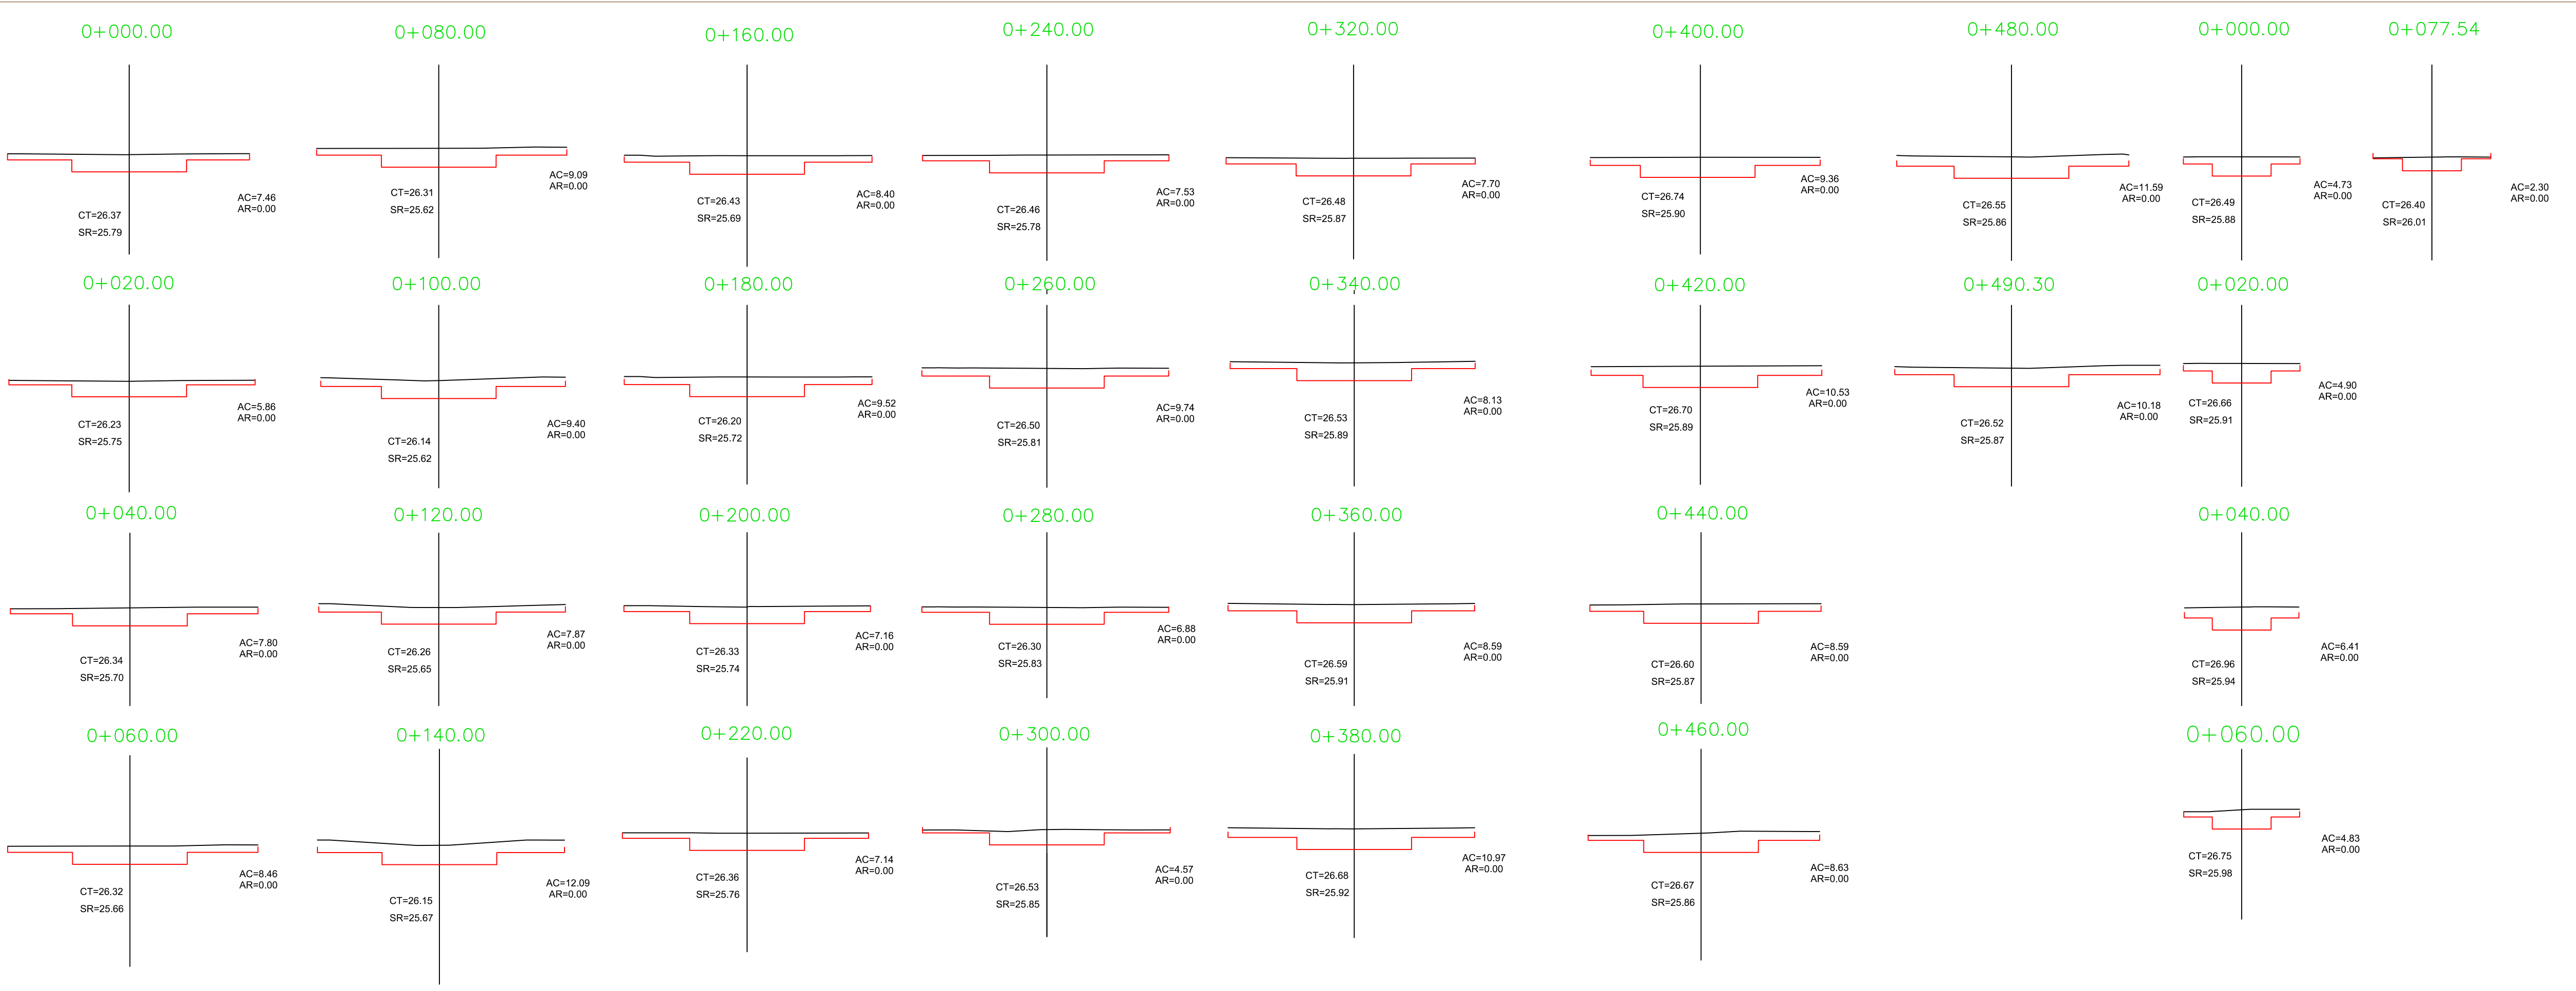 0+000.00
CT=26.37
SR=25.79
AC=7.46
AR=0.00
0+020.00
CT=26.23
SR=25.75
AC=5.86
AR=0.00
0+040.00
CT=26.34
SR=25.70
AC=7.80
AR=0.00
0+060.00
CT=26.32
SR=25.66
AC=8.46
AR=0.00
0+080.00
CT=26.31
SR=25.62
AC=9.09
AR=0.00
0+100.00
CT=26.14
SR=25.62
AC=9.40
AR=0.00
0+120.00
CT=26.26
SR=25.65
AC=7.87
AR=0.00
0+140.00
CT=26.15
SR=25.67
AC=12.09
AR=0.00
0+160.00
CT=26.43
SR=25.69
AC=8.40
AR=0.00
0+180.00
CT=26.20
SR=25.72
AC=9.52
AR=0.00
0+200.00
CT=26.33
SR=25.74
AC=7.16
AR=0.00
0+220.00
CT=26.36
SR=25.76
AC=7.14
AR=0.00
0+240.00
CT=26.46
SR=25.78
AC=7.53
AR=0.00
0+260.00
CT=26.50
SR=25.81
AC=9.74
AR=0.00
0+280.00
CT=26.30
SR=25.83
AC=6.88
AR=0.00
0+300.00
CT=26.53
SR=25.85
AC=4.57
AR=0.00
0+320.00
CT=26.48
SR=25.87
AC=7.70
AR=0.00
0+340.00
CT=26.53
SR=25.89
AC=8.13
AR=0.00
0+360.00
CT=26.59
SR=25.91
AC=8.59
AR=0.00
0+380.00
CT=26.68
SR=25.92
AC=10.97
AR=0.00
0+400.00
CT=26.74
SR=25.90
AC=9.36
AR=0.00
0+420.00
CT=26.70
SR=25.89
AC=10.53
AR=0.00
0+440.00
CT=26.60
SR=25.87
AC=8.59
AR=0.00
0+460.00
CT=26.67
SR=25.86
AC=8.63
AR=0.00
0+480.00
CT=26.55
SR=25.86
AC=11.59
AR=0.00
0+490.30
CT=26.52
SR=25.87
AC=10.18
AR=0.00
0+000.00
CT=26.49
SR=25.88
AC=4.73
AR=0.00
0+020.00
CT=26.66
SR=25.91
AC=4.90
AR=0.00
0+040.00
CT=26.96
SR=25.94
AC=6.41
AR=0.00
0+060.00
CT=26.75
SR=25.98
AC=4.83
AR=0.00
0+077.54
CT=26.40
SR=26.01
AC=2.30
AR=0.00